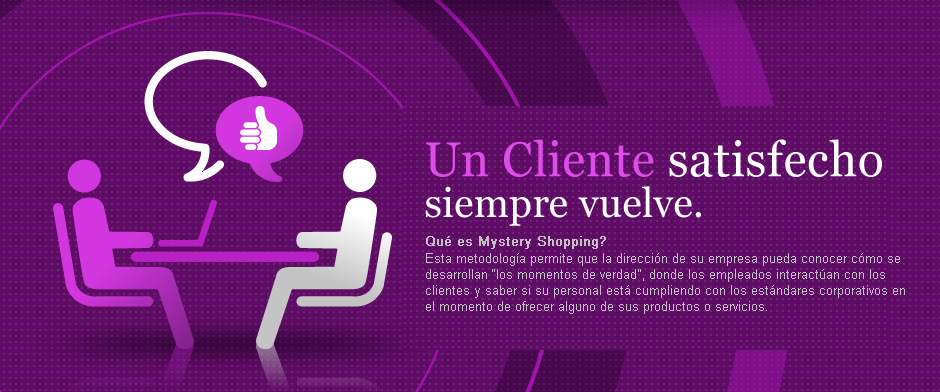 Un Cliente satisfecho
siempre vuelve.
Qué es Mystery Shopping?
Esta metodología permite que la dirección de su empresa pueda conocer cómo se
desarrollan "los momentos de verdad", donde los empleados interactúan con los
clientes y saber si su personal está cumpliendo con los estándares corporativos en
el momento de ofrecer alguno de sus productos o servicios.